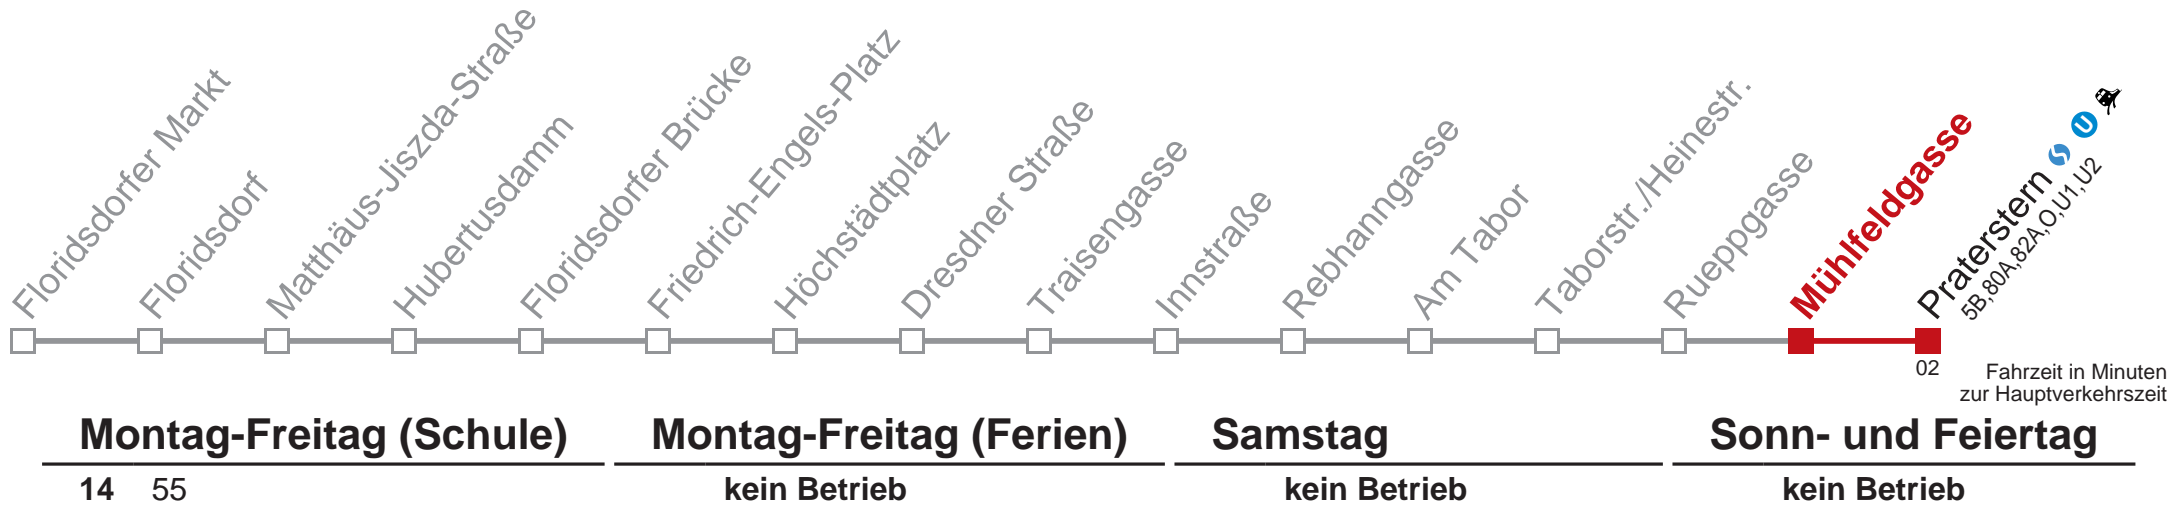 Floridsdorfer Markt
Floridsdorf
Matthäus-Jiszda-Straße
Hubertusdamm
Floridsdorfer Brücke
Friedrich-Engels-Platz
Höchstädtplatz
Dresdner Straße
Traisengasse
Innstraße
Rebhanngasse
Am Tabor
Taborstr./Heinestr.
Rueppgasse
Mühlfeldgasse
Praterstern S U
5B,80A,82A,O,U1,U2
02
Fahrzeit in Minuten
zur Hauptverkehrszeit
Montag-Freitag (Schule)
14 55
Montag-Freitag (Ferien)
kein Betrieb
Samstag
kein Betrieb
Sonn- und Feiertag
kein Betrieb